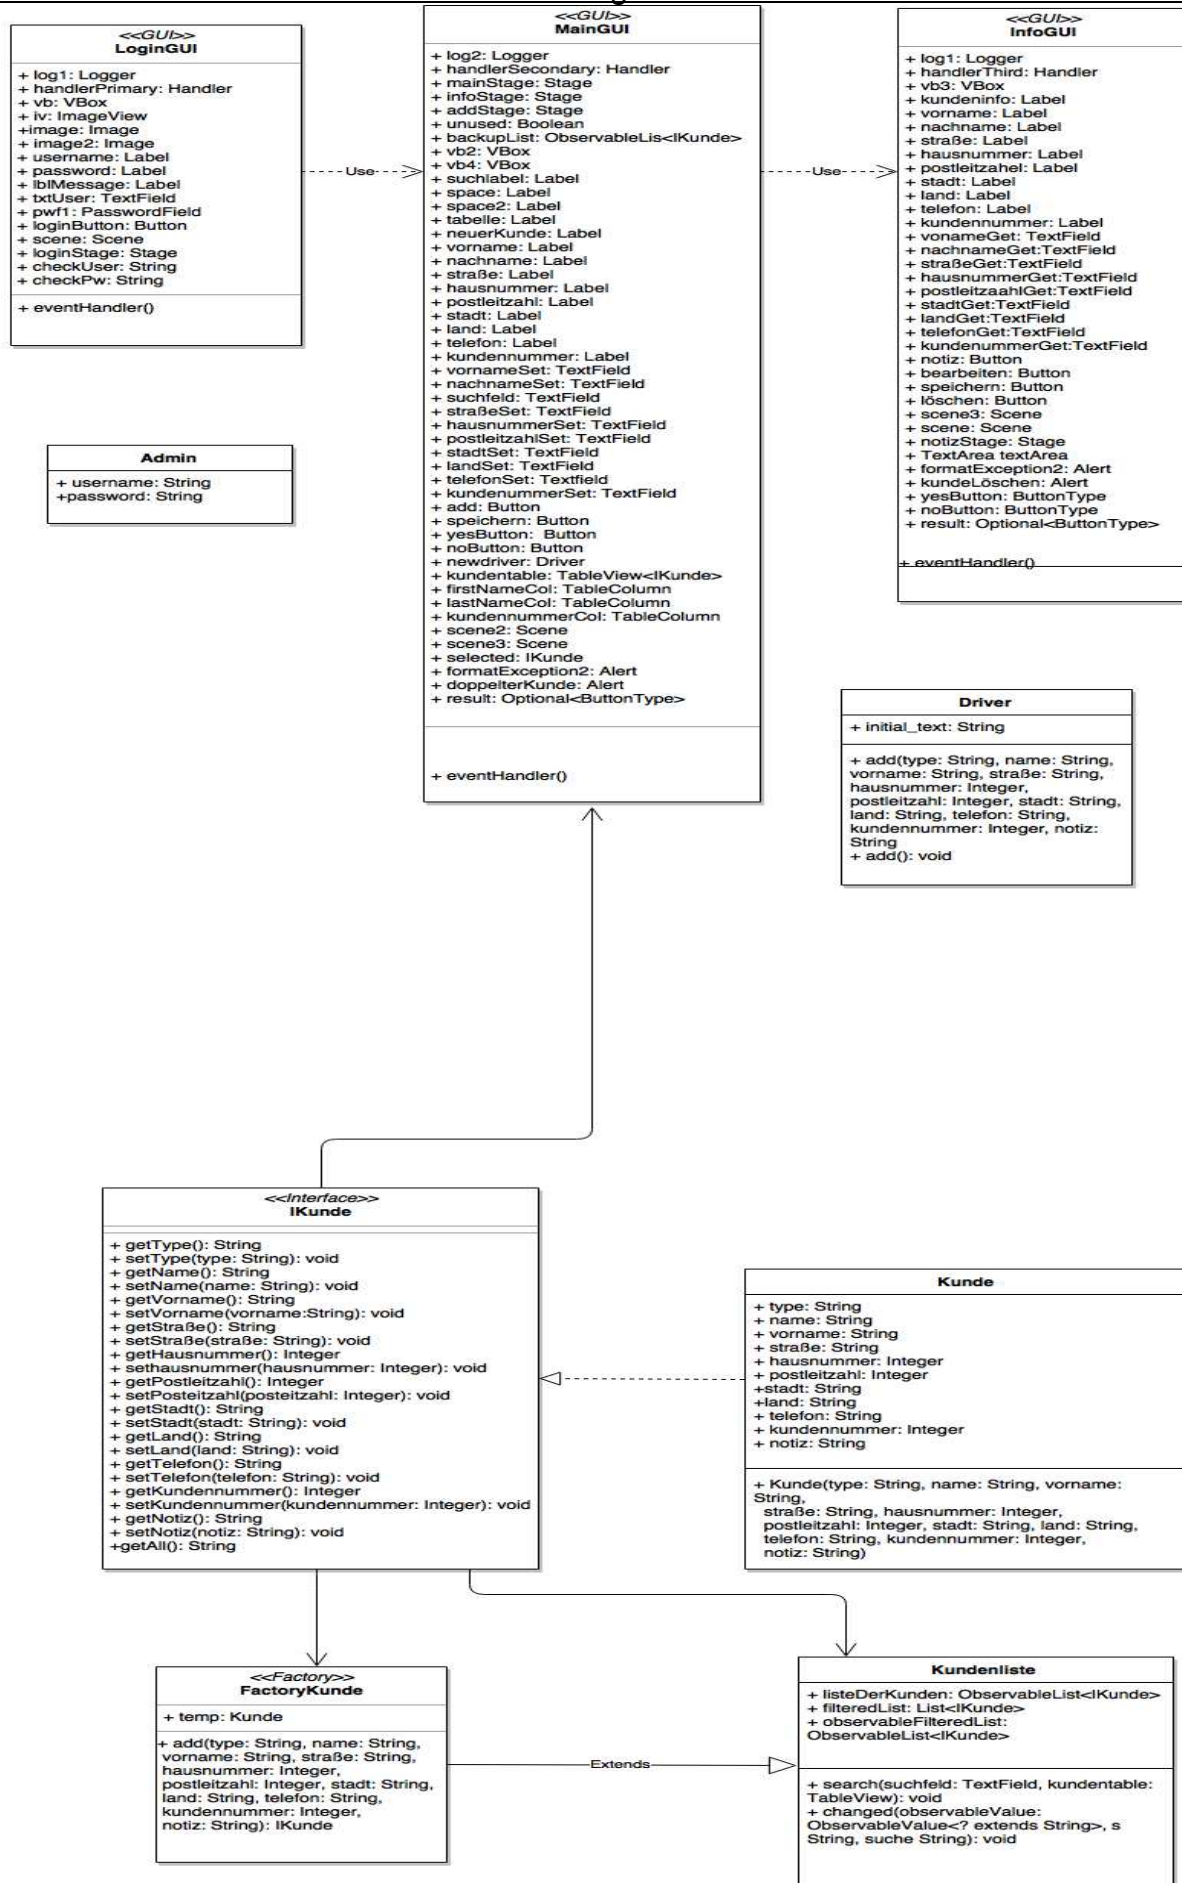 <<GUI>>
LoginGUI
+ log1: Logger
+ handlerPrimary: Handler
+ vb: VBox
+ iv: ImageView
+image: Image
+ image2: Image
+ username: Label
+ password: Label
+ lblMessage: Label
+ txtUser: TextField
+ pwf1: PasswordField
+ loginButton: Button
+ scene: Scene
+ loginStage: Stage
+ checkUser: String
+ checkPw: String
+ eventHandler()
Use
<<GUI>>
MainGUI
+ log2: Logger
+ handlerSecondary: Handler
+ mainStage: Stage
+ infoStage: Stage
+ addStage: Stage
+ unused: Boolean
+ backupList: ObservableLis<IKunde>
+ vb2: VBox
+ vb4: VBox
+ suchlabel: Label
+ space: Label
+ space2: Label
+ tabelle: Label
+ neuerKunde: Label
+ vorname: Label
+ nachname: Label
+ straße: Label
+ hausnummer: Label
+ postleitzahl: Label
+ stadt: Label
+ land: Label
+ telefon: Label
+ kundennummer: Label
+ vornameSet: TextField
+ nachnameSet: TextField
+ suchfeld: TextField
+ straßeSet: TextField
+ hausnummerSet: TextField
+ postleitzahlSet: TextField
+ stadtSet: TextField
+ landSet: TextField
+ telefonSet: Textfield
+ kundenummerSet: TextField
+ add: Button
+ speichern: Button
+ yesButton: Button
+ noButton: Button
+ newdriver: Driver
+ kundentable: TableView<IKunde>
+ firstNameCol: TableColumn
+ lastNameCol: TableColumn
+ kundennummerCol: TableColumn
+ scene2: Scene
+ scene3: Scene
+ selected: IKunde
+ formatException2: Alert
+ doppelterKunde: Alert
+ result: Optional<ButtonType>
+ eventHandler()
Use
<<GUI>>
InfoGUI
+ log1: Logger
+ handlerThird: Handler
+ vb3: VBox
+ kundeninfo: Label
+ vorname: Label
+ nachname: Label
+ straße: Label
+ hausnummer: Label
+ postleitzahel: Label
+ stadt: Label
+ land: Label
+ telefon: Label
+ kundennummer: Label
+ vonameGet: TextField
+ nachnameGet: TextField
+ straßeGet:TextField
+ hausnummerGet:TextField
+ postleitzaahlGet:TextField
+ stadtGet:TextField
+ landGet:TextField
+ telefonGet:TextField
+ kundenummerGet:TextField
+ notiz: Button
+ bearbeiten: Button
+ speichern: Button
+ löschen: Button
+ scene3: Scene
+ scene: Scene
+ notizStage: Stage
+ TextArea textArea
+ formatException2: Alert
+ kundeLöschen: Alert
+ yesButton: ButtonType
+ noButton: ButtonType
+ result: Optional<ButtonType>
+ eventHandler()
Admin
+ username: String
+password: String
Driver
+ initial_text: String
+ add(type: String, name: String,
vorname: String, straße: String,
hausnummer: Integer,
postleitzahl: Integer, stadt: String,
land: String, telefon: String,
kundennummer: Integer, notiz:
String
+ add(): void
<<Interface>>
IKunde
+ getType(): String
+ setType(type: String): void
+ getName(): String
+ setName(name: String): void
+ getVorname(): String
+ setVorname(vorname:String): void
+ getStraße(): String
+ setStraße(straße: String): void
+ getHausnummer(): Integer
+ sethausnummer(hausnummer: Integer): void
+ getPostleitzahl(): Integer
+ setPosteitzahl(posteitzahl: Integer): void
+ getStadt(): String
+ setStadt(stadt: String): void
+ getLand(): String
+ setLand(land: String): void
+ getTelefon(): String
+ setTelefon(telefon: String): void
+ getKundennummer(): Integer
+ setKundennummer(kundennummer: Integer): void
+ getNotiz(): String
+ setNotiz(notiz: String): void
+getAll(): String
Kunde
+ type: String
+ name: String
+ vorname: String
+ straße: String
+ hausnummer: Integer
+ postleitzahl: Integer
+stadt: String
+land: String
+ telefon: String
+ kundennummer: Integer
+ notiz: String
+ Kunde(type: String, name: String, vorname:
String,
straße: String, hausnummer: Integer,
postleitzahl: Integer, stadt: String, land: String,
telefon: String, kundennummer: Integer,
notiz: String)
<<Factory>>
FactoryKunde
+ temp: Kunde
+ add(type: String, name: String,
vorname: String, straße: String,
hausnummer: Integer,
postleitzahl: Integer, stadt: String,
land: String, telefon: String,
kundennummer: Integer,
notiz: String): IKunde
Extends
Kundenliste
+ listeDerKunden: ObservableList<IKunde>
+ filteredList: List<IKunde>
+ observableFilteredList:
ObservableList<IKunde>
+ search(suchfeld: TextField, kundentable:
TableView): void
+ changed(observableValue:
ObservableValue<? extends String>, s
String, suche String): void